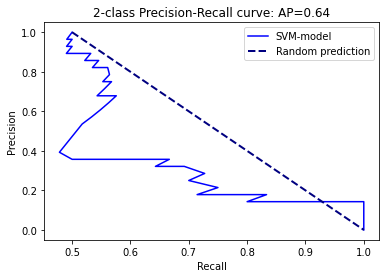 2-class Precision-Recall curve: AP=0.64
SVM-model
Random prediction
Precision
1.0
0.8
0.6
0.4
0.2
0.0
0.5 0.6 0.7 0.8 0.9 1.0
Recall